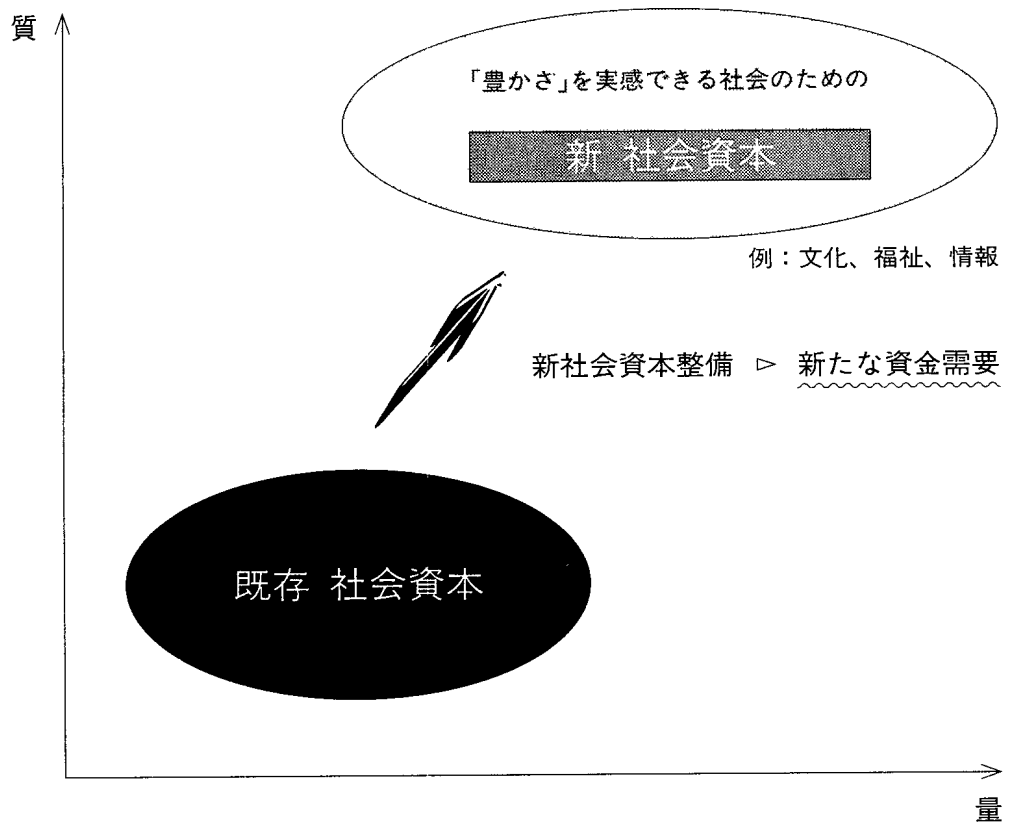 質
「豊かさ」を実感できる社会のための
新 社会資本
例：文化、福祉、情報
新社会資本整備 ▷ 新たな資金需要
既存 社会資本
量